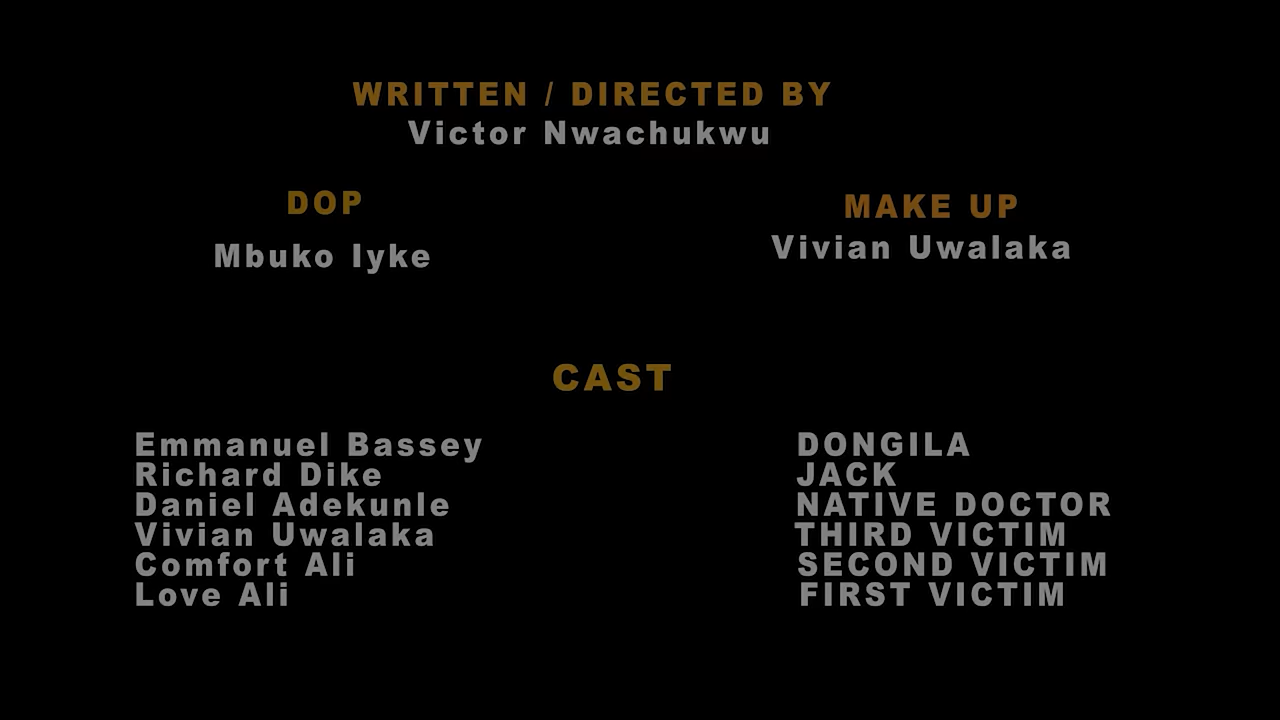 WRITTEN / DIRECTED BY
Victor Nwachukwu
DOP
Mbuko Iyke
MAKE UP
Vivian Uwalaka
CAST
Emmanuel Bassey DONGILA
Richard Dike JACK
Daniel Adekunle NATIVE DOCTOR
Vivian Uwalaka THIRD VICTIM
Comfort Ali SECOND VICTIM
Love Ali FIRST VICTIM